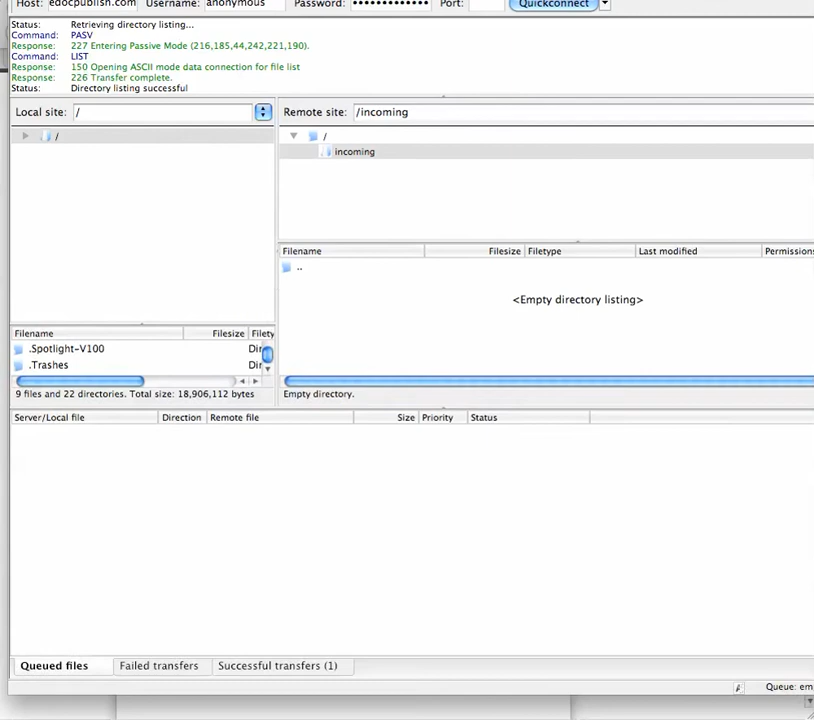 Host: edocpublish.com Username: anonymous Password: ••••••••••••• Port: Quickconnect
Status: Retrieving directory listing...
Command: PASV
Response: 227 Entering Passive Mode (216,185,44,242,221,190).
Command: LIST
Response: 150 Opening ASCII mode data connection for file list
Response: 226 Transfer complete.
Status: Directory listing successful
Local site: / Remote site: /incoming
/ /
incoming
Filename Filesize Filetype Last modified Permissions
..
<Empty directory listing>
Filename Filesize Filety
.Spotlight-V100 Dir
.Trashes Dir
9 files and 22 directories. Total size: 18,906,112 bytes Empty directory.
Server/Local file Direction Remote file Size Priority Status
Queued files Failed transfers Successful transfers (1)
Queue: em